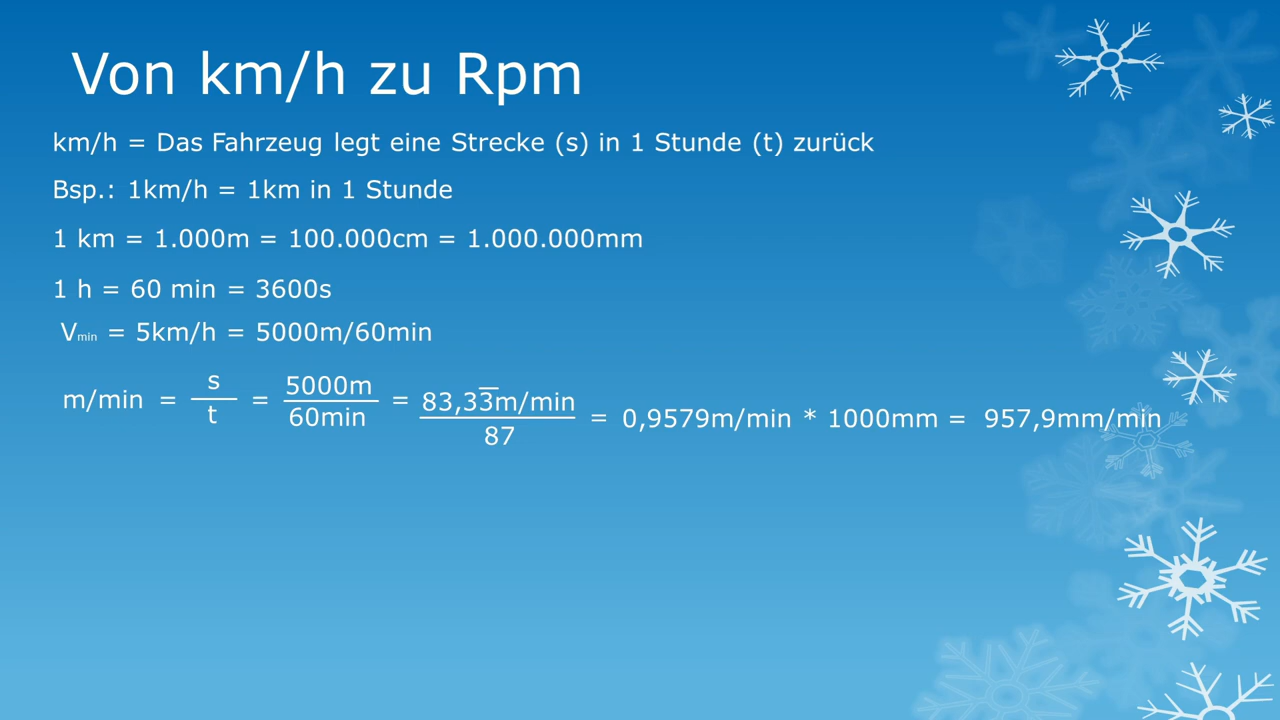 Von km/h zu Rpm
km/h = Das Fahrzeug legt eine Strecke (s) in 1 Stunde (t) zurück
Bsp.: 1km/h = 1km in 1 Stunde
1 km = 1.000m = 100.000cm = 1.000.000mm
1 h = 60 min = 3600s
Vmin = 5km/h = 5000m/60min
m/min = s/t = 5000m/60min = 83,33̅m/min/87 = 0,9579m/min * 1000mm = 957,9mm/min